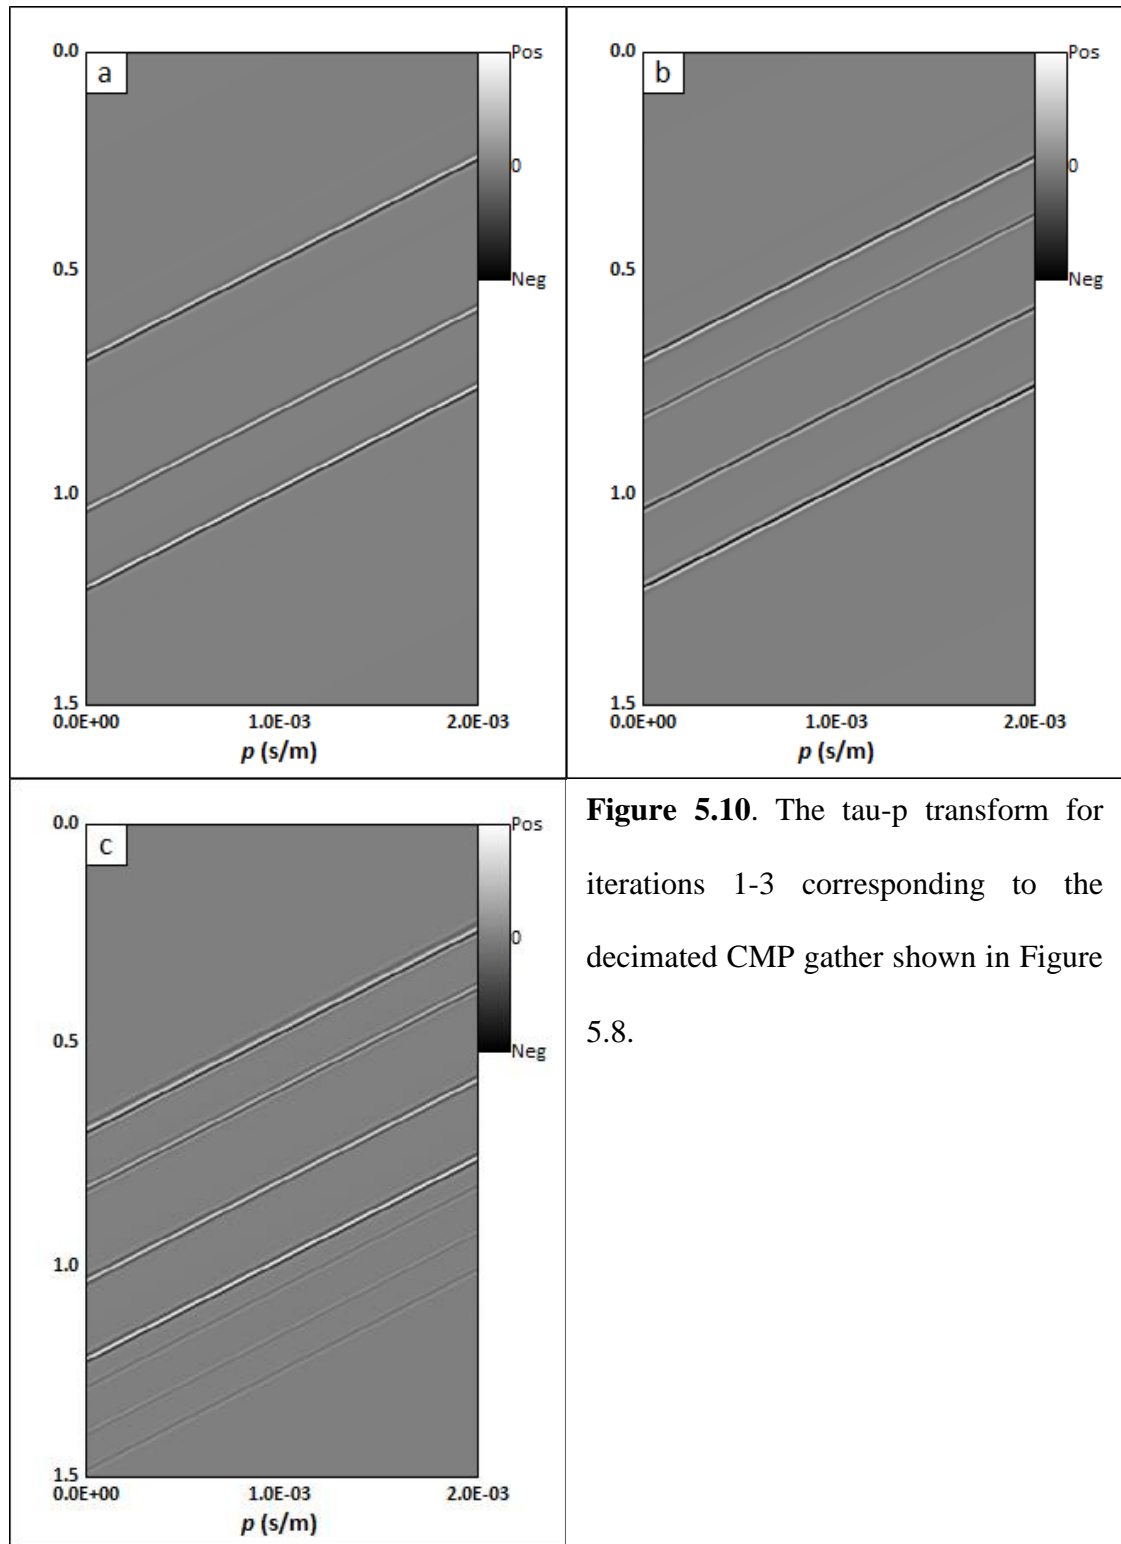 0.0
a
Pos
0
0.5
Neg
1.0
1.5
0.0E+00 1.0E-03 2.0E-03
p (s/m)
0.0
b
Pos
0
0.5
Neg
1.0
1.5
0.0E+00 1.0E-03 2.0E-03
p (s/m)
0.0
c
Pos
0
0.5
Neg
1.0
1.5
0.0E+00 1.0E-03 2.0E-03
p (s/m)
Figure 5.10. The tau-p transform for
iterations 1-3 corresponding to the
decimated CMP gather shown in Figure
5.8.